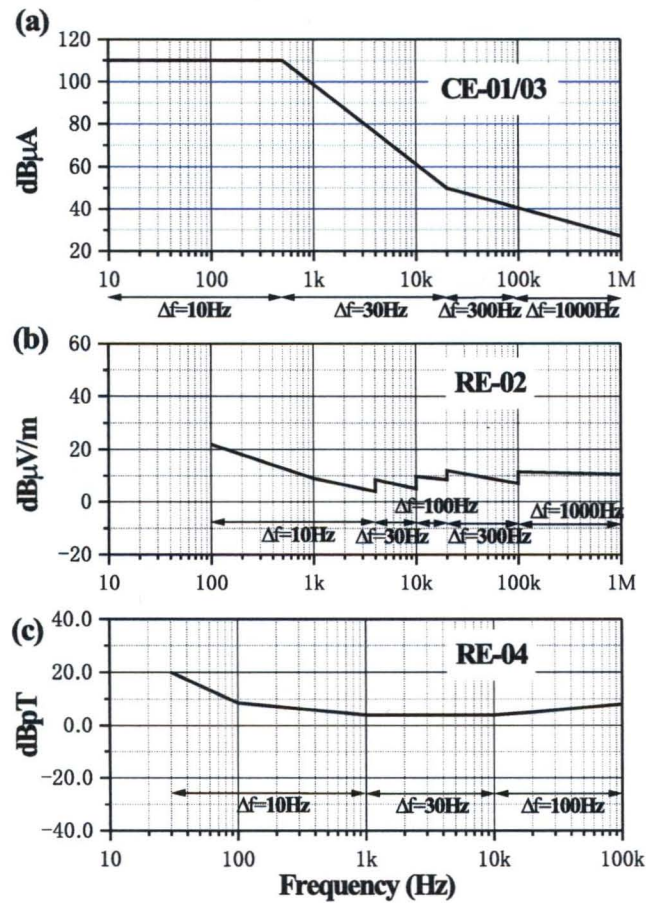 (a)
120
100
80
60
40
20
dBμA
CE-01/03
10 100 1k 10k 100k 1M
Δf=10Hz Δf=30Hz Δf=300Hz Δf=1000Hz
(b)
60
40
20
0
-20
dBμV/m
RE-02
Δf=100Hz Δf=1000Hz
Δf=10Hz Δf=30Hz Δf=300Hz
100 1k 10k 100k 1M
10
(c)
40.0
20.0
0.0
-20.0
-40.0
dBpT
RE-04
Δf=10Hz Δf=30Hz Δf=100Hz
10 100 1k 10k 100k
Frequency (Hz)